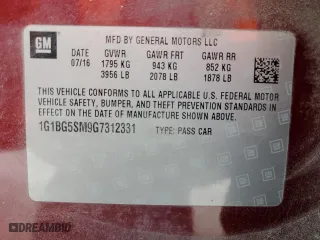 GM
MFD BY GENERAL MOTORS LLC
DATE GVWR GAWR FRT GAWR RR
07/16 1795 KG 943 KG 852 KG
3956 LB 2078 LB 1878 LB
THIS VEHICLE CONFORMS TO ALL APPLICABLE U.S. FEDERAL MOTOR
VEHICLE SAFETY, BUMPER, AND THEFT PREVENTION STANDARDS IN
EFFECT ON THE DATE OF MANUFACTURE SHOWN ABOVE.
1G1BG5SM9G7312331 TYPE: PASS CAR
AUTOHISTORY